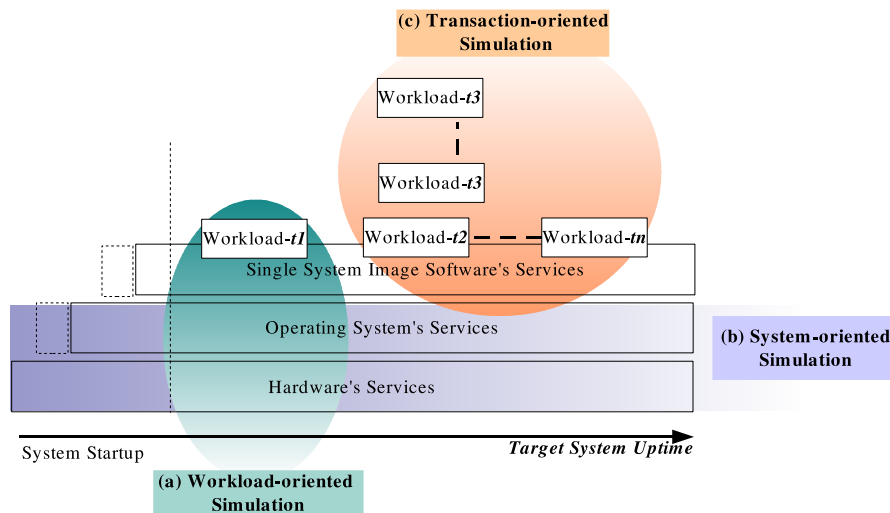 (c) Transaction-oriented
Simulation
Workload-t3
Workload-t3
Workload-t1
Workload-t2
Workload-tn
Single System Image Software's Services
Operating System's Services
(b) System-oriented
Simulation
Hardware's Services
System Startup
Target System Uptime
(a) Workload-oriented
Simulation